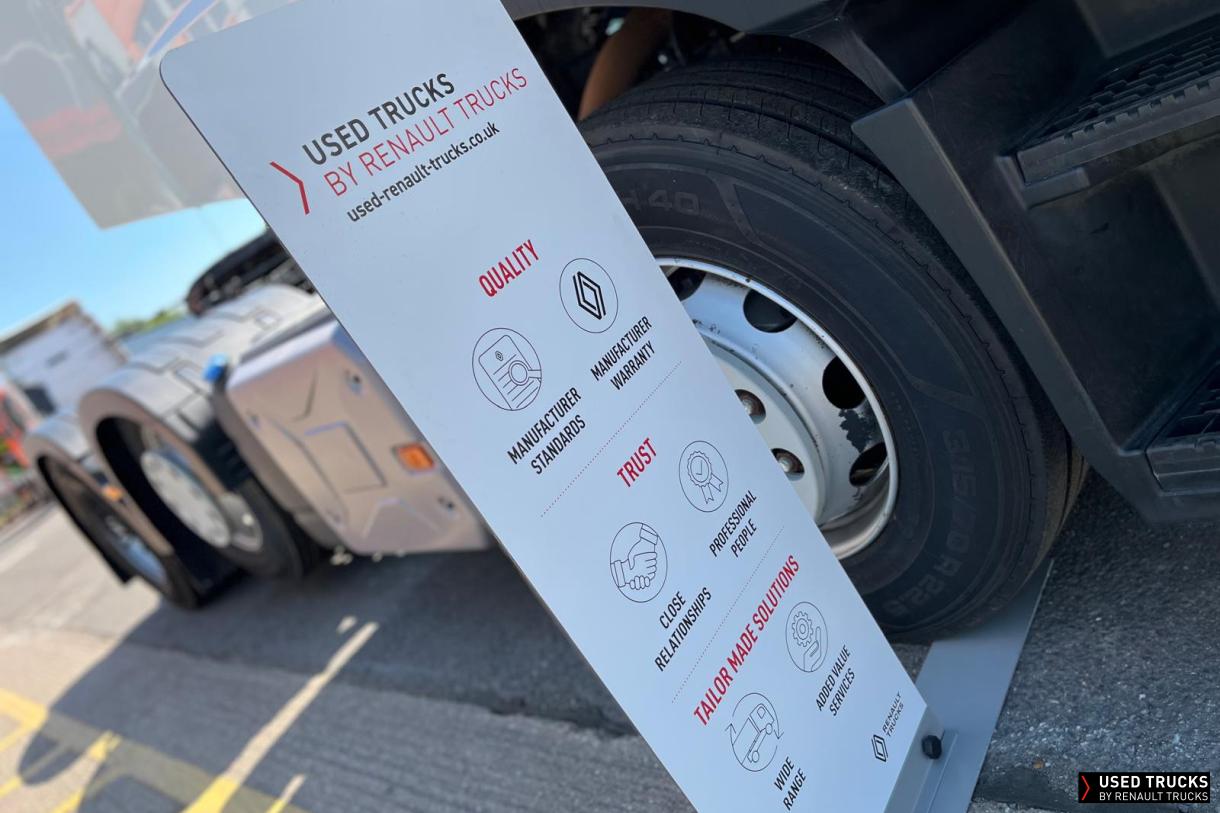 USED TRUCKS
BY RENAULT TRUCKS
used-renault-trucks.co.uk
QUALITY
MANUFACTURER
STANDARDS
MANUFACTURER
WARRANTY
TRUST
CLOSE
RELATIONSHIPS
PROFESSIONAL
PEOPLE
TAILOR MADE SOLUTIONS
WIDE
RANGE
ADDED VALUE
SERVICES
RENAULT
TRUCKS
40
USED TRUCKS
BY RENAULT TRUCKS